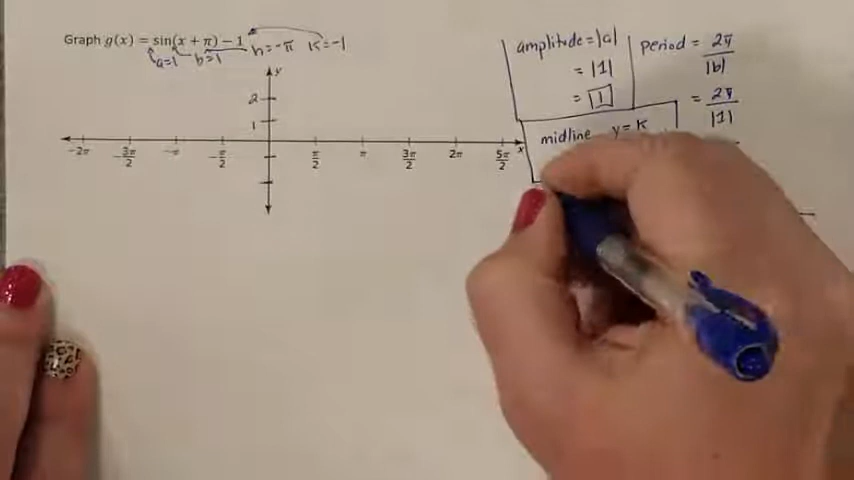 Graph g(x) = sin(x + π) − 1
a=1 b=1 h=-π K=-1
amplitude = |a|
= |1|
= 1
period = 2π/|b|
= 2π/|1|
midline y = K
y
2
1
-2π -3π/2 -π -π/2 π/2 π 3π/2 2π 5π/2 x